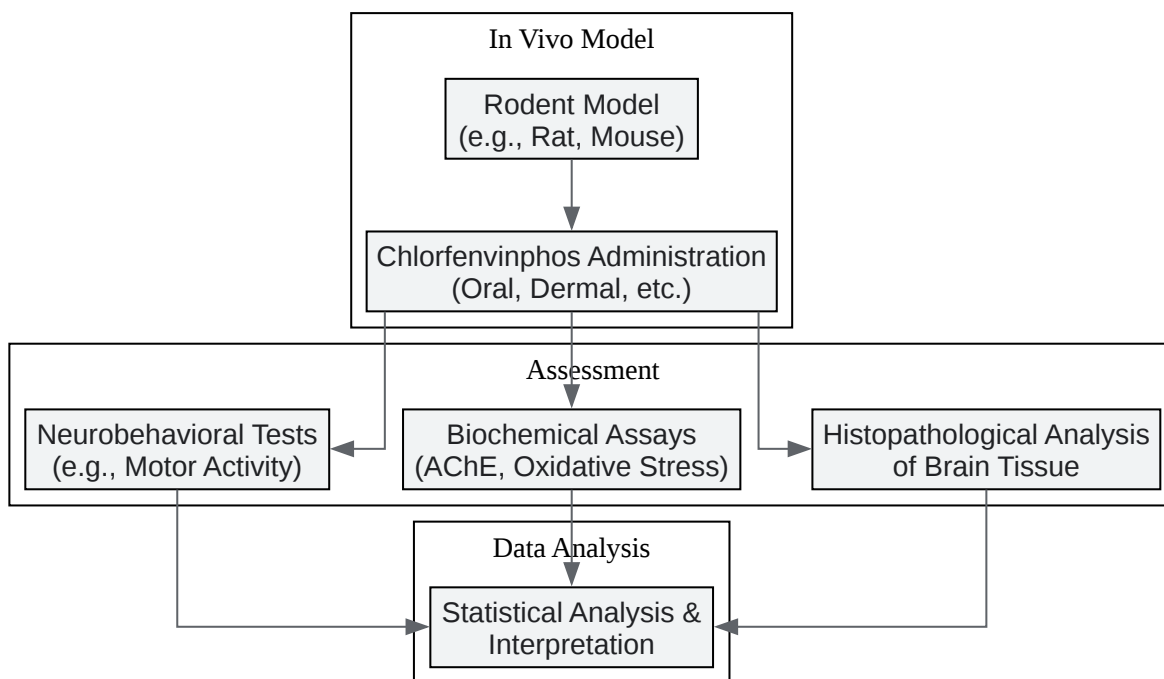 In Vivo Model
Rodent Model
(e.g., Rat, Mouse)
Chlorfenvinphos Administration
(Oral, Dermal, etc.)
Assessment
Neurobehavioral Tests
(e.g., Motor Activity)
Biochemical Assays
(AChE, Oxidative Stress)
Histopathological Analysis
of Brain Tissue
Data Analysis
Statistical Analysis &
Interpretation